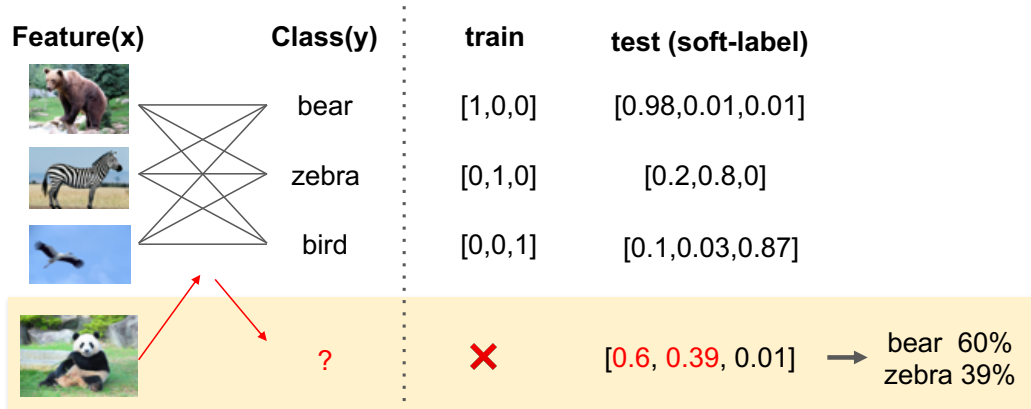 Feature(x) Class(y) train test (soft-label)
bear [1,0,0] [0.98,0.01,0.01]
zebra [0,1,0] [0.2,0.8,0]
bird [0,0,1] [0.1,0.03,0.87]
? [0.6, 0.39, 0.01] bear 60%
zebra 39%